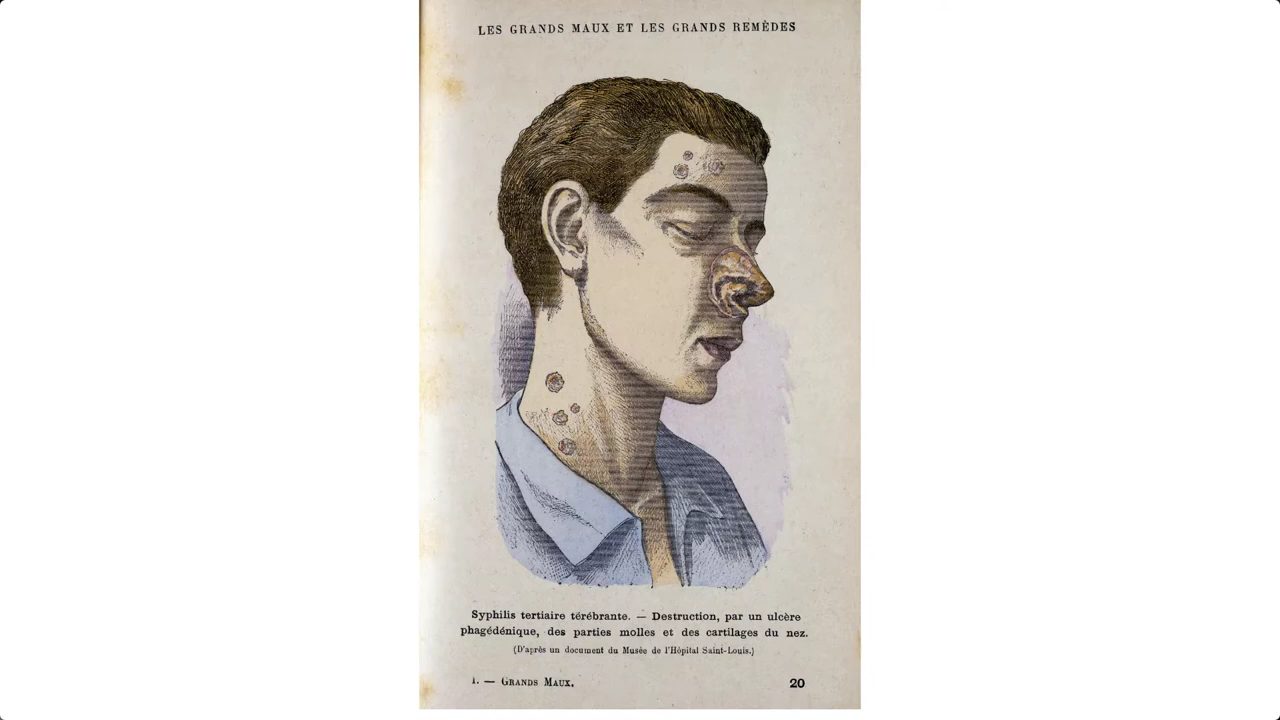 LES GRANDS MAUX ET LES GRANDS REMÈDES
Syphilis tertiaire térébrante. — Destruction, par un ulcère
phagédénique, des parties molles et des cartilages du nez.
(D'après un document du Musée de l'Hôpital Saint-Louis.)
I. — GRANDS MAUX.
20